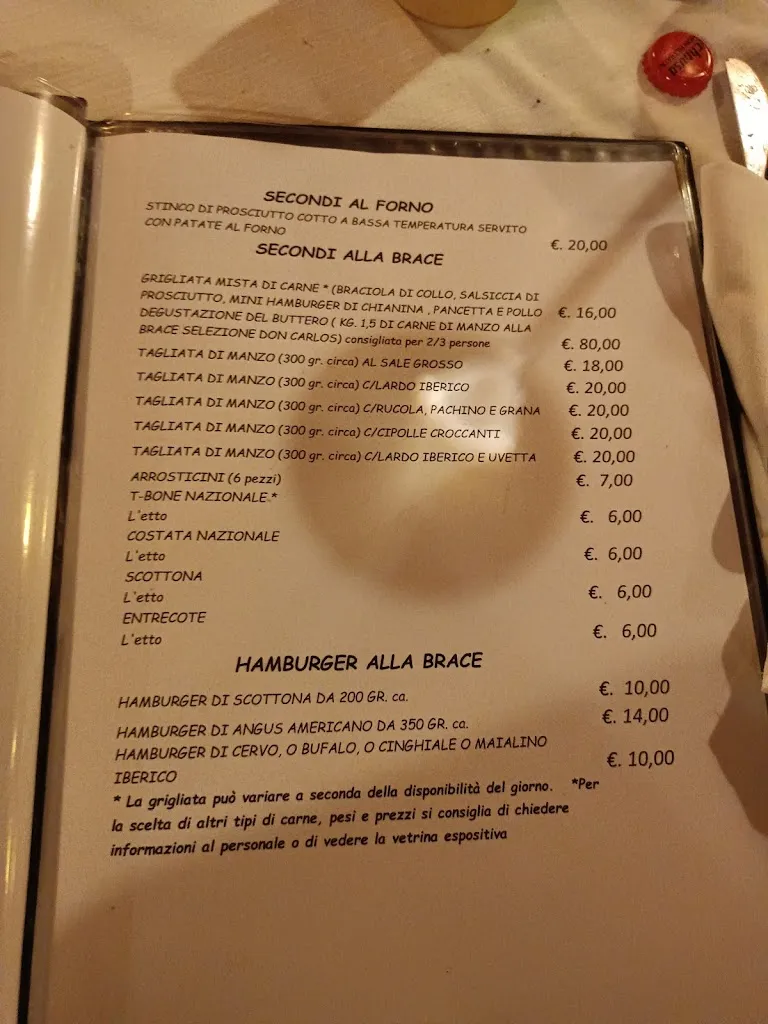 SECONDI AL FORNO
STINCO DI PROSCIUTTO COTTO A BASSA TEMPERATURA SERVITO
CON PATATE AL FORNO €. 20,00
SECONDI ALLA BRACE
GRIGLIATA MISTA DI CARNE * (BRACIOLA DI COLLO, SALSICCIA DI
PROSCIUTTO, MINI HAMBURGER DI CHIANINA , PANCETTA E POLLO €. 16,00
DEGUSTAZIONE DEL BUTTERO ( KG. 1,5 DI CARNE DI MANZO ALLA
BRACE SELEZIONE DON CARLOS) consigliata per 2/3 persone €. 80,00
TAGLIATA DI MANZO (300 gr. circa) AL SALE GROSSO €. 18,00
TAGLIATA DI MANZO (300 gr. circa) C/LARDO IBERICO €. 20,00
TAGLIATA DI MANZO (300 gr. circa) C/RUCOLA, PACHINO E GRANA €. 20,00
TAGLIATA DI MANZO (300 gr. circa) C/CIPOLLE CROCCANTI €. 20,00
TAGLIATA DI MANZO (300 gr. circa) C/LARDO IBERICO E UVETTA €. 20,00
ARROSTICINI (6 pezzi) €. 7,00
T-BONE NAZIONALE *
L'etto €. 6,00
COSTATA NAZIONALE
L'etto €. 6,00
SCOTTONA
L'etto €. 6,00
ENTRECOTE
L'etto €. 6,00
HAMBURGER ALLA BRACE
HAMBURGER DI SCOTTONA DA 200 GR. ca. €. 10,00
HAMBURGER DI ANGUS AMERICANO DA 350 GR. ca. €. 14,00
HAMBURGER DI CERVO, O BUFALO, O CINGHIALE O MAIALINO
IBERICO €. 10,00
* La grigliata può variare a seconda della disponibilità del giorno. *Per
la scelta di altri tipi di carne, pesi e prezzi si consiglia di chiedere
informazioni al personale o di vedere la vetrina espositiva